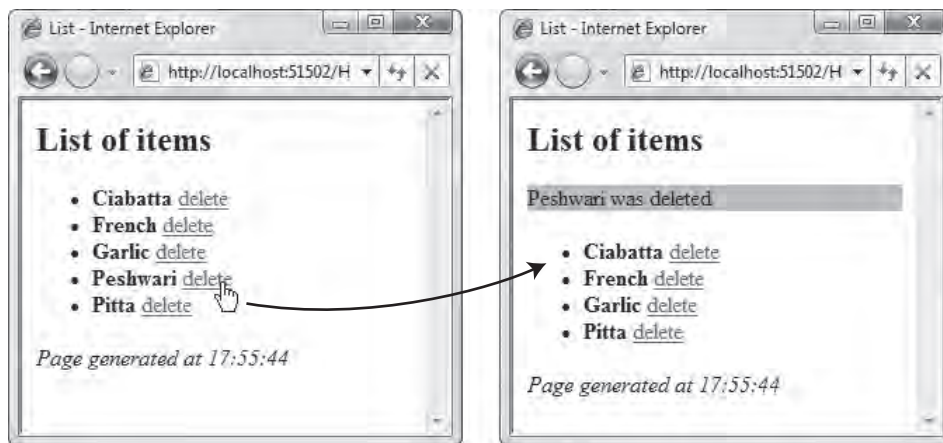 List - Internet Explorer
http://localhost:51502/H
List of items
• Ciabatta delete
• French delete
• Garlic delete
• Peshwari delete
• Pitta delete
Page generated at 17:55:44
List - Internet Explorer
http://localhost:51502/H
List of items
Peshwari was deleted
• Ciabatta delete
• French delete
• Garlic delete
• Pitta delete
Page generated at 17:55:44